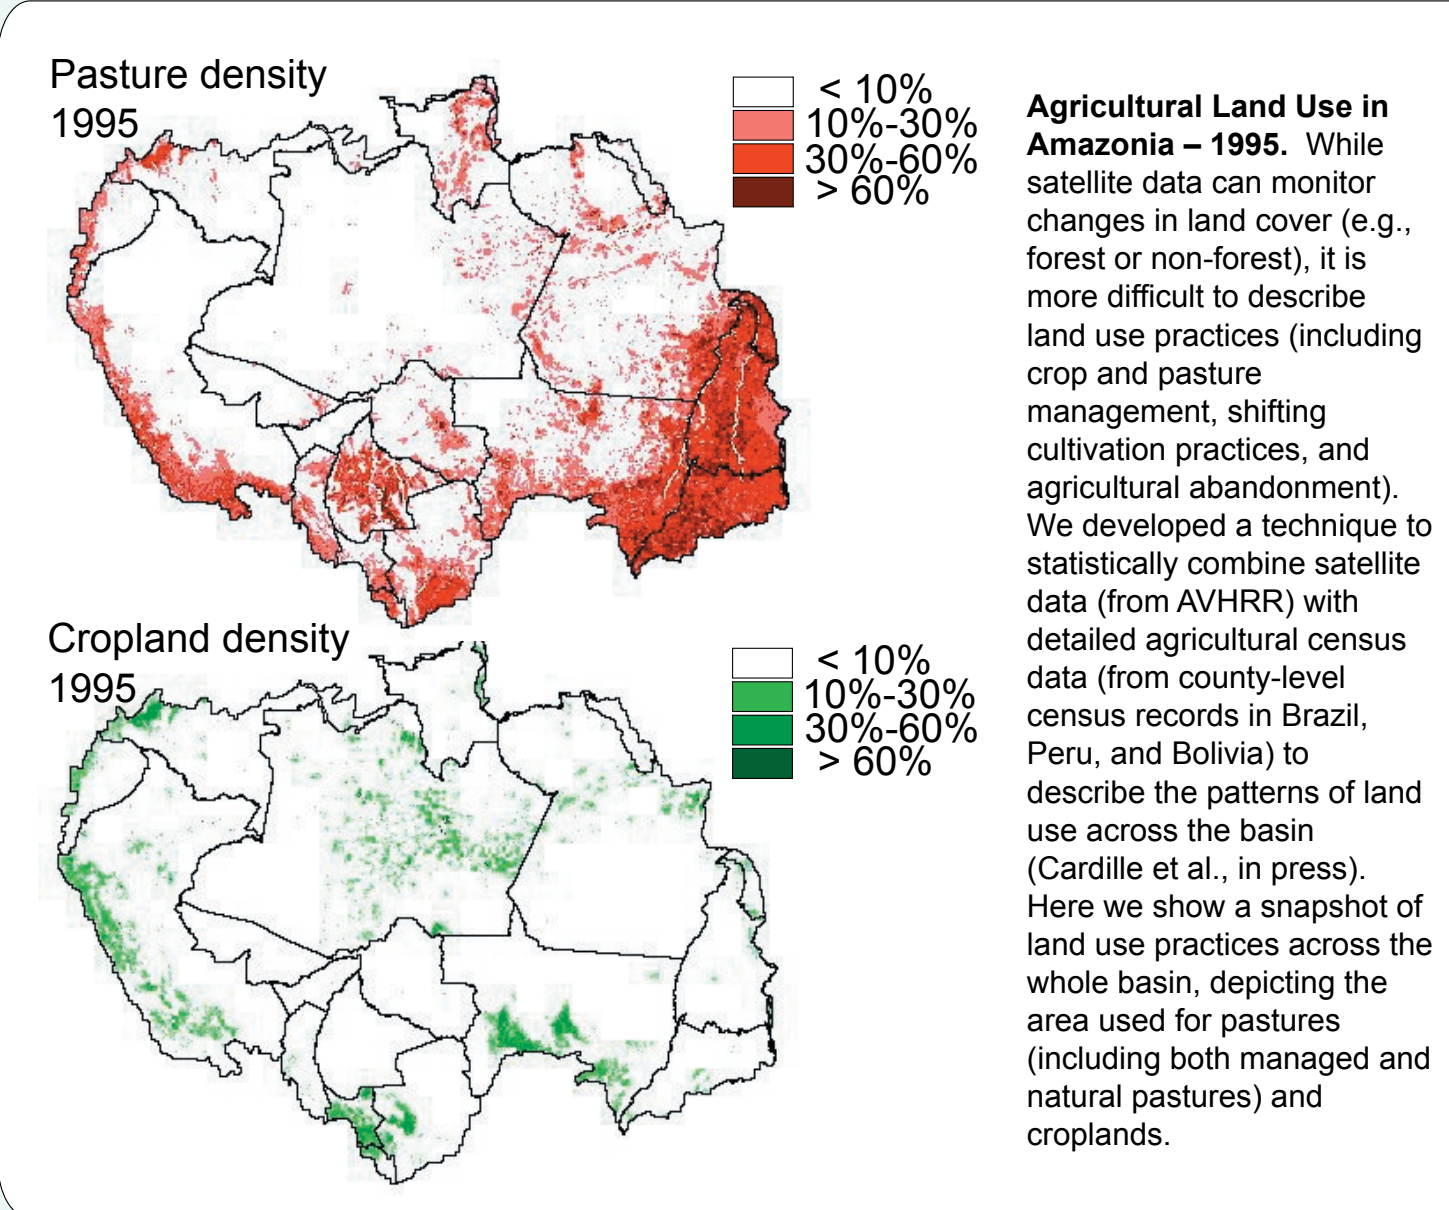 Pasture density
1995
< 10%
10%-30%
30%-60%
> 60%
Cropland density
1995
< 10%
10%-30%
30%-60%
> 60%
Agricultural Land Use in
Amazonia – 1995. While
satellite data can monitor
changes in land cover (e.g.,
forest or non-forest), it is
more difficult to describe
land use practices (including
crop and pasture
management, shifting
cultivation practices, and
agricultural abandonment).
We developed a technique to
statistically combine satellite
data (from AVHRR) with
detailed agricultural census
data (from county-level
census records in Brazil,
Peru, and Bolivia) to
describe the patterns of land
use across the basin
(Cardille et al., in press).
Here we show a snapshot of
land use practices across the
whole basin, depicting the
area used for pastures
(including both managed and
natural pastures) and
croplands.